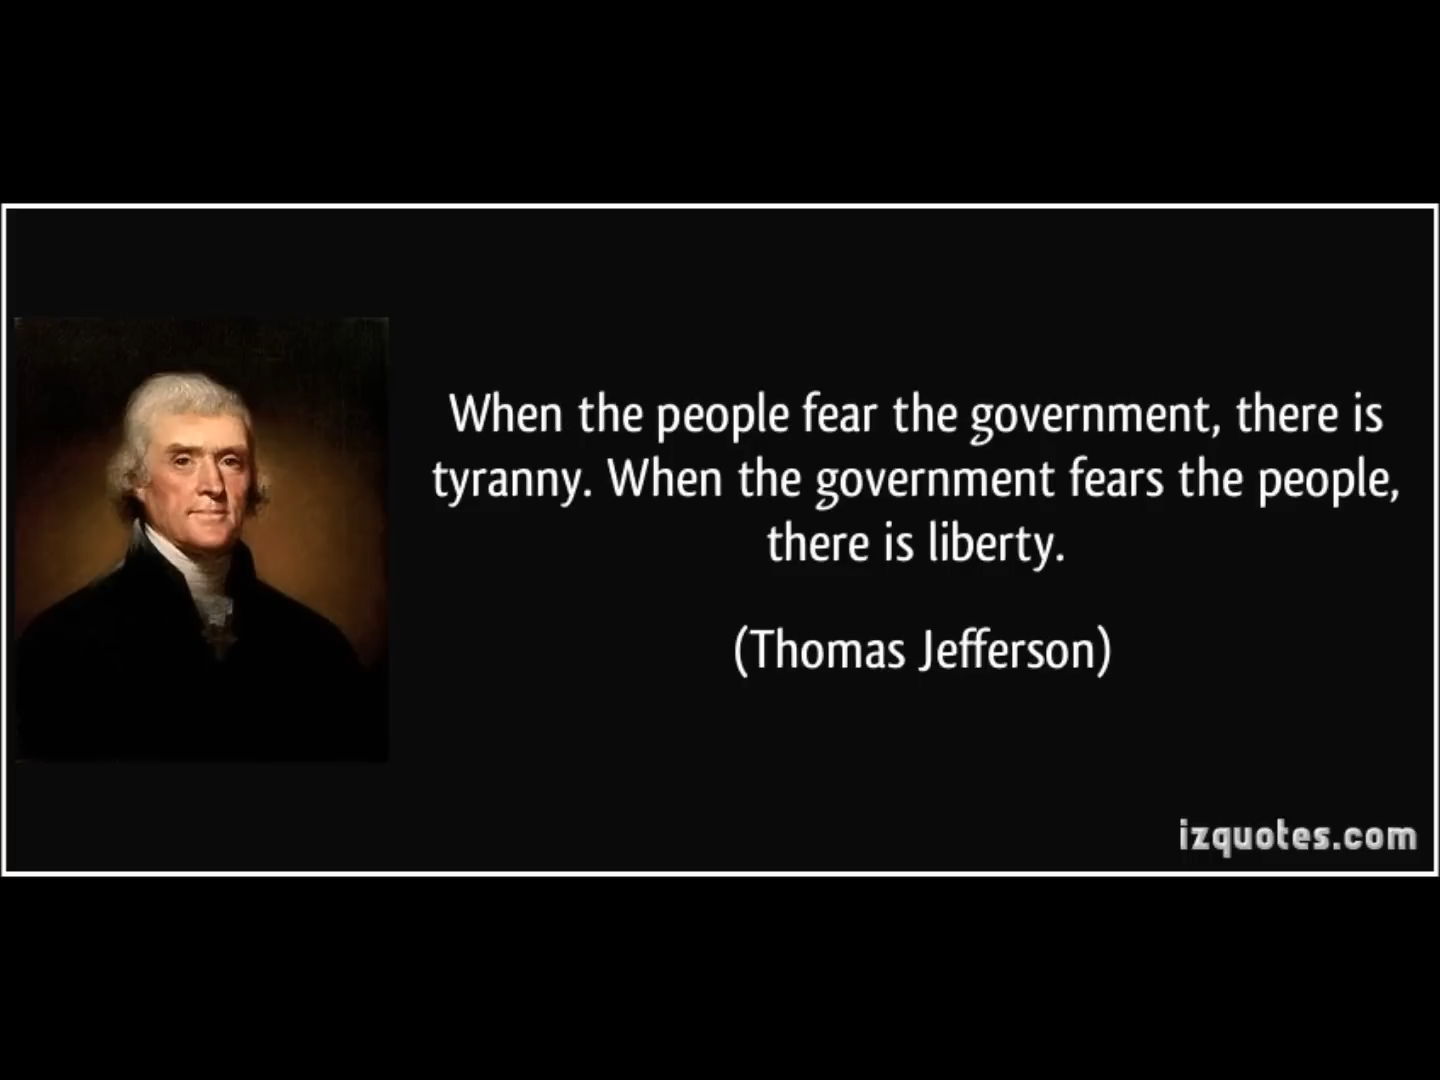 When the people fear the government, there is
tyranny. When the government fears the people,
there is liberty.
(Thomas Jefferson)
izquotes.com